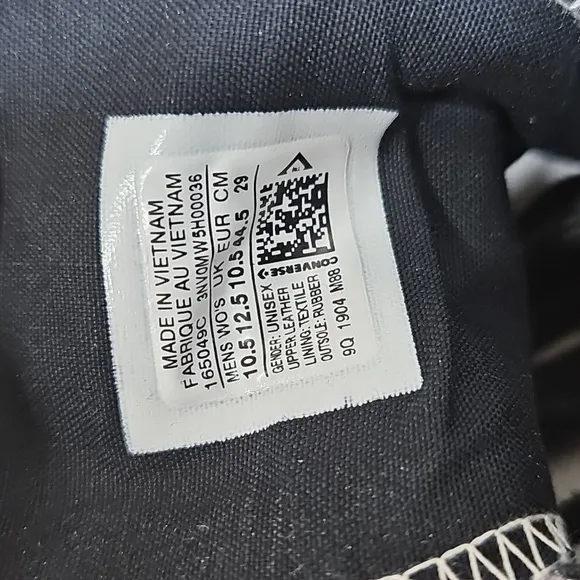 MADE IN VIETNAM
FABRIQUE AU VIETNAM
165049C 3NV0MW5H00036
MENS WO'S UK EUR CM
10.5 12.5 10.5 44.5 29
GENDER: UNISEX
UPPER: LEATHER
LINING: TEXTILE
OUTSOLE: RUBBER
9Q 1904 M88
CONVERSE